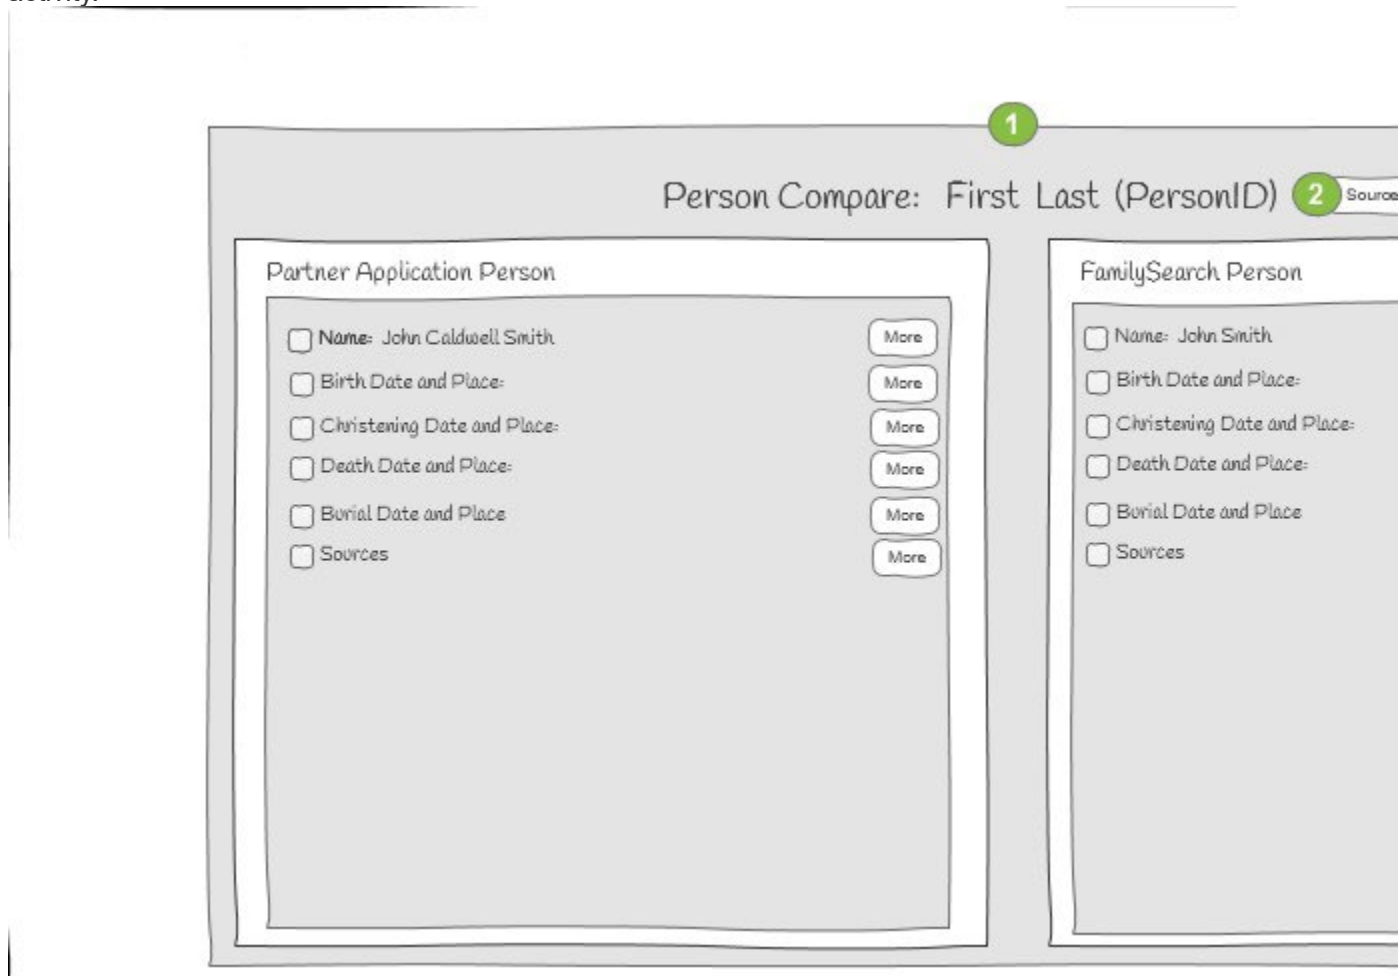 1
Person Compare: First Last (PersonID) 2 Source
Partner Application Person
Name: John Caldwell Smith More
Birth Date and Place: More
Christening Date and Place: More
Death Date and Place: More
Burial Date and Place More
Sources More
FamilySearch Person
Name: John Smith
Birth Date and Place:
Christening Date and Place:
Death Date and Place:
Burial Date and Place
Sources